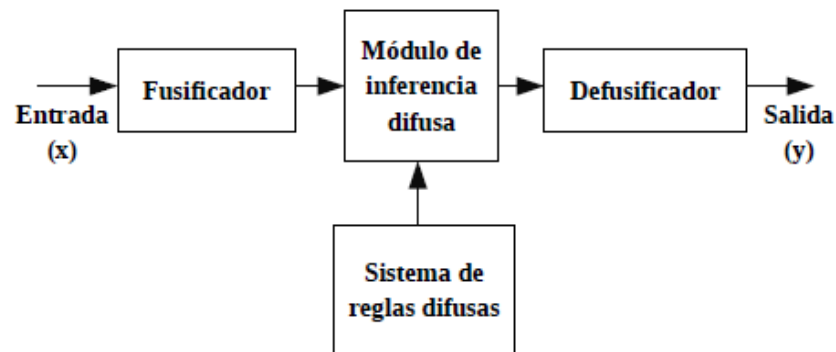 Entrada
(x)
Fusificador
Módulo de
inferencia
difusa
Defusificador
Salida
(y)
Sistema de
reglas difusas